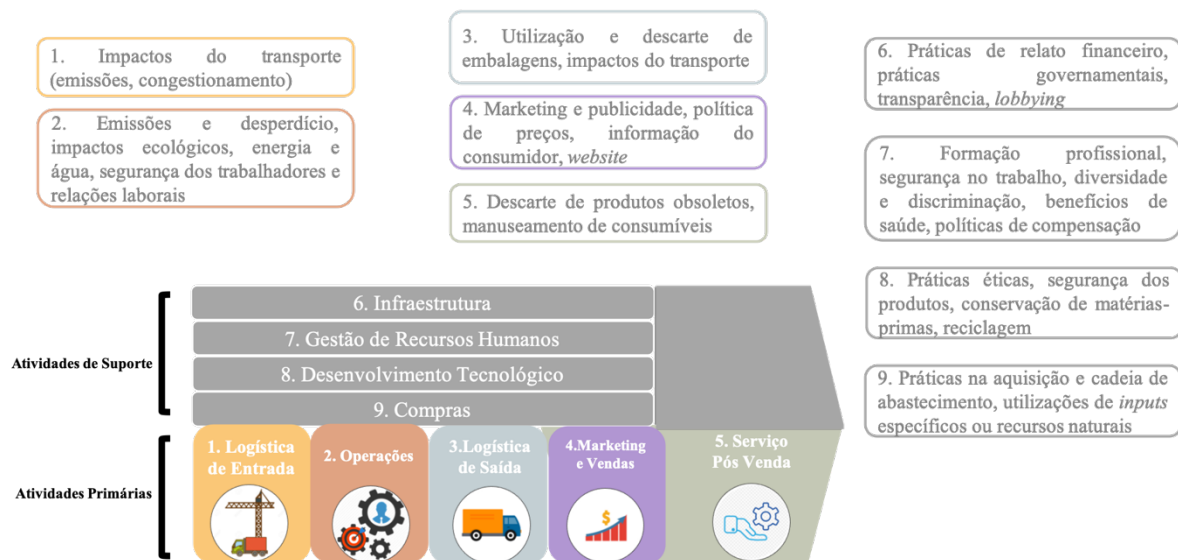 1. Impactos do transporte
(emissões, congestionamento)
2. Emissões e desperdício,
impactos ecológicos, energia e
água, segurança dos trabalhadores e
relações laborais
3. Utilização e descarte de
embalagens, impactos do transporte
4. Marketing e publicidade, política
de preços, informação do
consumidor, website
5. Descarte de produtos obsoletos,
manuseamento de consumíveis
6. Práticas de relato financeiro,
práticas governamentais,
transparência, lobbying
7. Formação profissional,
segurança no trabalho, diversidade
e discriminação, benefícios de
saúde, políticas de compensação
8. Práticas éticas, segurança dos
produtos, conservação de matérias-
primas, reciclagem
9. Práticas na aquisição e cadeia de
abastecimento, utilizações de inputs
específicos ou recursos naturais
Atividades de Suporte
6. Infraestrutura
7. Gestão de Recursos Humanos
8. Desenvolvimento Tecnológico
9. Compras
Atividades Primárias
1. Logística
de Entrada
2. Operações
3.Logística
de Saída
4.Marketing
e Vendas
5. Serviço
Pós Venda
$